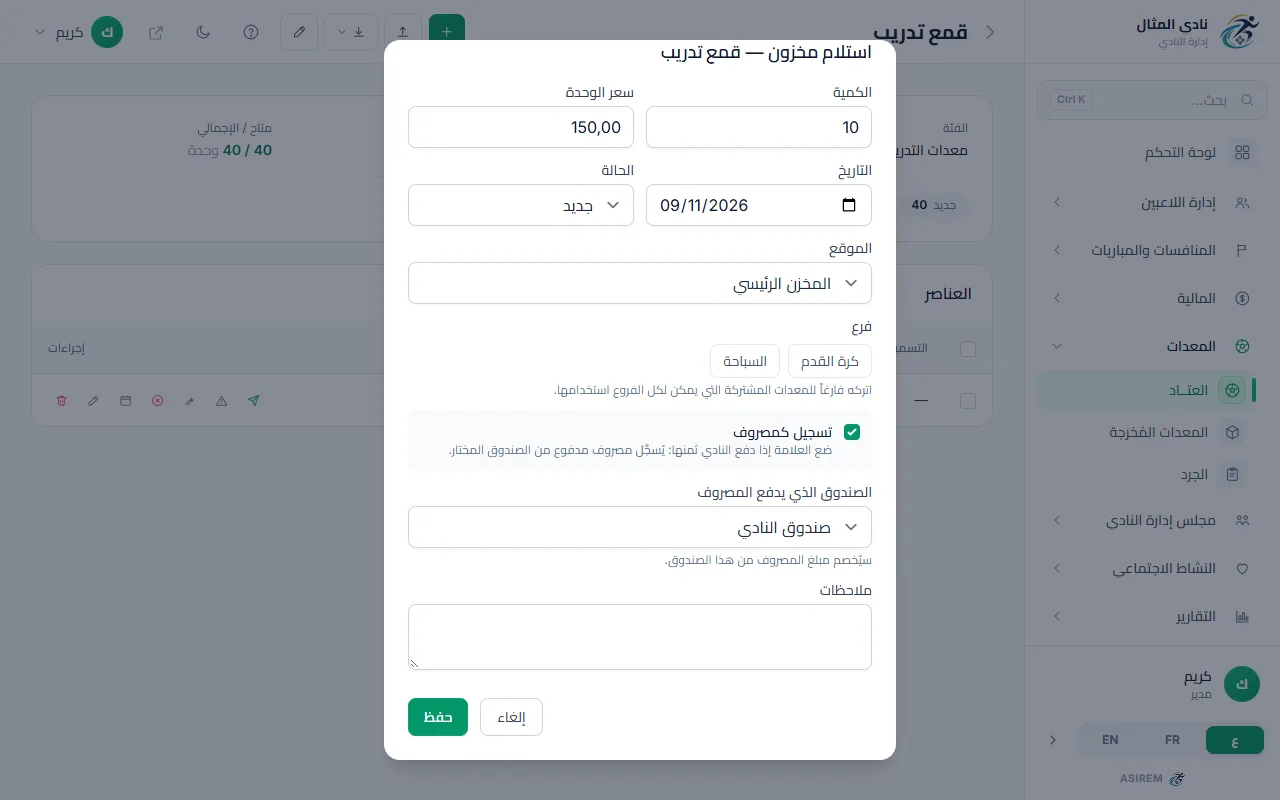 نادي المثال
إدارة النادي
بحث...
Ctrl K
لوحة التحكم
إدارة اللاعبين
المنافسات والمباريات
المالية
المعدات
العتــاد
المعدات المُخرجة
الجرد
مجلس إدارة النادي
النشاط الاجتماعي
التقارير
ك
كريم
مدير
ع
FR
EN
ASIREM
قمع تدريب
ك
كريم
الفئة
معدات التدريب
متاح / الإجمالي
40 / 40 وحدة
جديد 40
العناصر
إجراءات
—
استلام مخزون — قمع تدريب
الكمية
سعر الوحدة
10
150,00
التاريخ
الحالة
09/11/2026
جديد
الموقع
المخزن الرئيسي
فرع
كرة القدم
السباحة
اتركه فارغاً للمعدات المشتركة التي يمكن لكل الفروع استخدامها.
تسجيل كمصروف
ضع العلامة إذا دفع النادي ثمنها: يُسجَّل مصروف مدفوع من الصندوق المختار.
الصندوق الذي يدفع المصروف
صندوق النادي
سيُخصم مبلغ المصروف من هذا الصندوق.
ملاحظات
إلغاء
حفظ